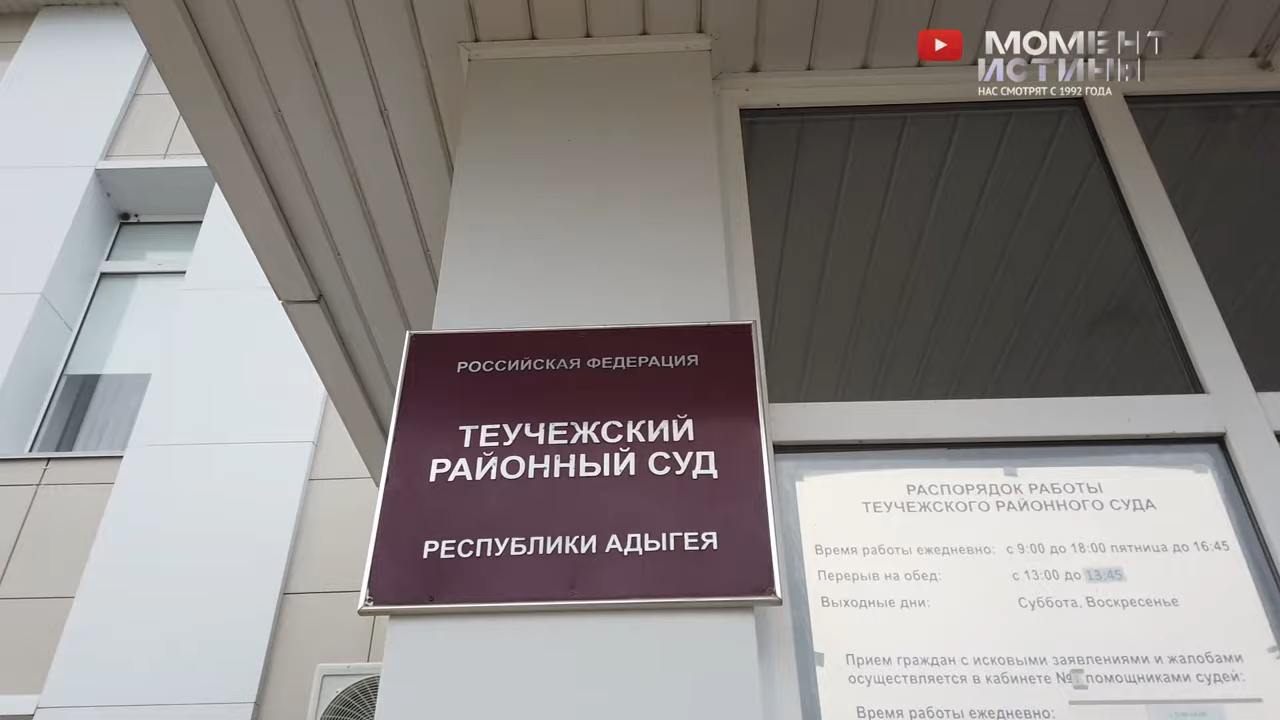 МОМЕНТ
ИСТИНЫ
НАС СМОТРЯТ С 1992 ГОДА
РОССИЙСКАЯ ФЕДЕРАЦИЯ
ТЕУЧЕЖСКИЙ
РАЙОННЫЙ СУД
РЕСПУБЛИКИ АДЫГЕЯ
РАСПОРЯДОК РАБОТЫ
ТЕУЧЕЖСКОГО РАЙОННОГО СУДА
Время работы ежедневно: с 9:00 до 18:00 пятница до 16:45
Перерыв на обед: с 13:00 до 13:45
Выходные дни: Суббота, Воскресенье
Прием граждан с исковыми заявлениями и жалобами
осуществляется в кабинете № помощниками судей:
Время работы ежедневно: